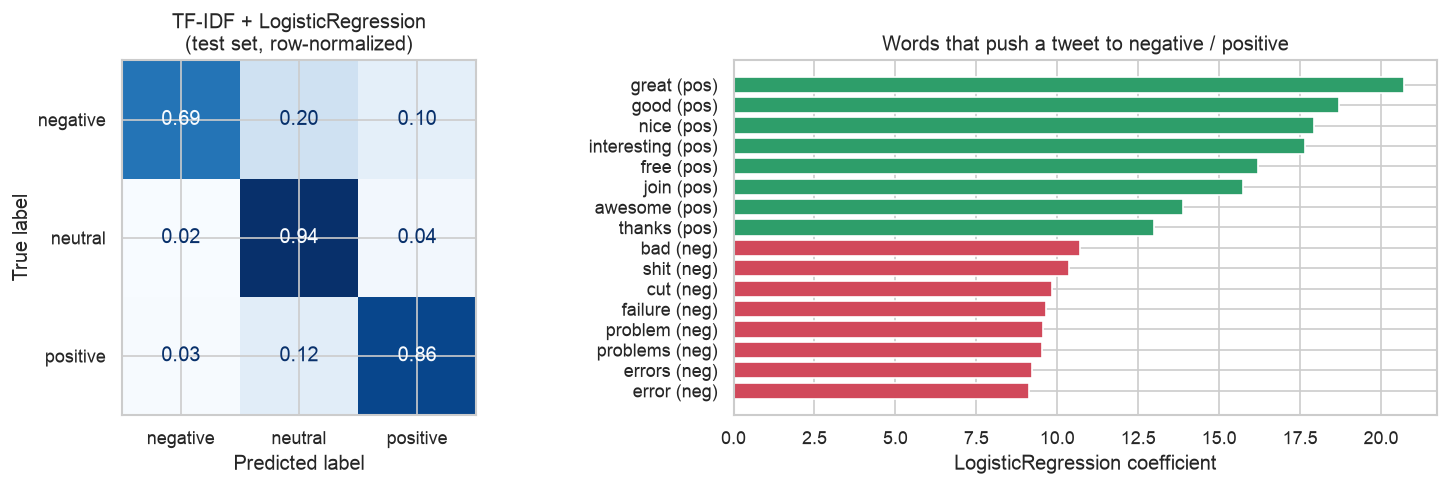 TF-IDF + LogisticRegression
(test set, row-normalized)
True label
negative
0.69 0.20 0.10
neutral
0.02 0.94 0.04
positive
0.03 0.12 0.86
negative neutral positive
Predicted label
Words that push a tweet to negative / positive
great (pos)
good (pos)
nice (pos)
interesting (pos)
free (pos)
join (pos)
awesome (pos)
thanks (pos)
bad (neg)
shit (neg)
cut (neg)
failure (neg)
problem (neg)
problems (neg)
errors (neg)
error (neg)
0.0 2.5 5.0 7.5 10.0 12.5 15.0 17.5 20.0
LogisticRegression coefficient